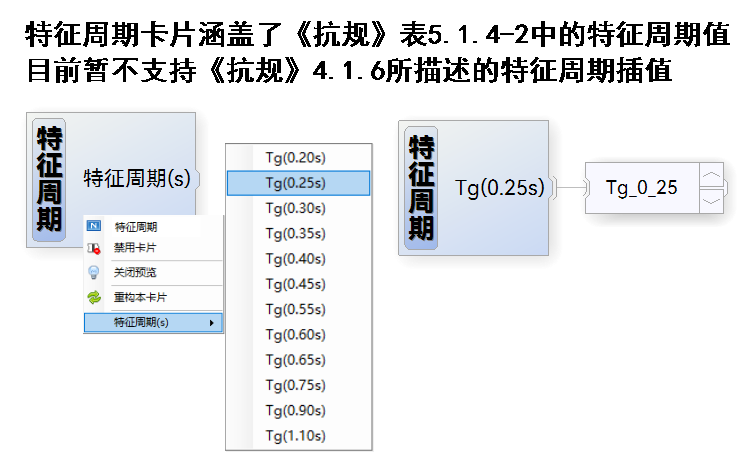 特征周期卡片涵盖了《抗规》表5.1.4-2中的特征周期值
目前暂不支持《抗规》4.1.6所描述的特征周期插值
特征周期
特征周期(s)
N 特征周期
禁用卡片
关闭预览
重构本卡片
特征周期(s)
Tg(0.20s)
Tg(0.25s)
Tg(0.30s)
Tg(0.35s)
Tg(0.40s)
Tg(0.45s)
Tg(0.55s)
Tg(0.60s)
Tg(0.65s)
Tg(0.75s)
Tg(0.90s)
Tg(1.10s)
特征周期
Tg(0.25s)
Tg_0_25